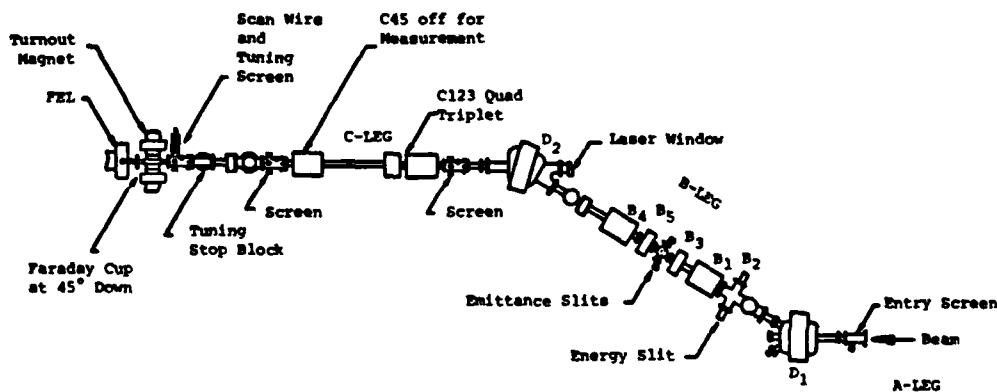 Turnout
Magnet
FEL
Scan Wire
and
Tuning
Screen
C45 off for
Measurement
C123 Quad
Triplet
C-LEG
D2
Laser Window
B-LEG
Screen
Screen
Tuning
Stop Block
Faraday Cup
at 45° Down
B4 B5
B3
B1 B2
Emittance Slits
Energy Slit
Entry Screen
Beam
D1
A-LEG